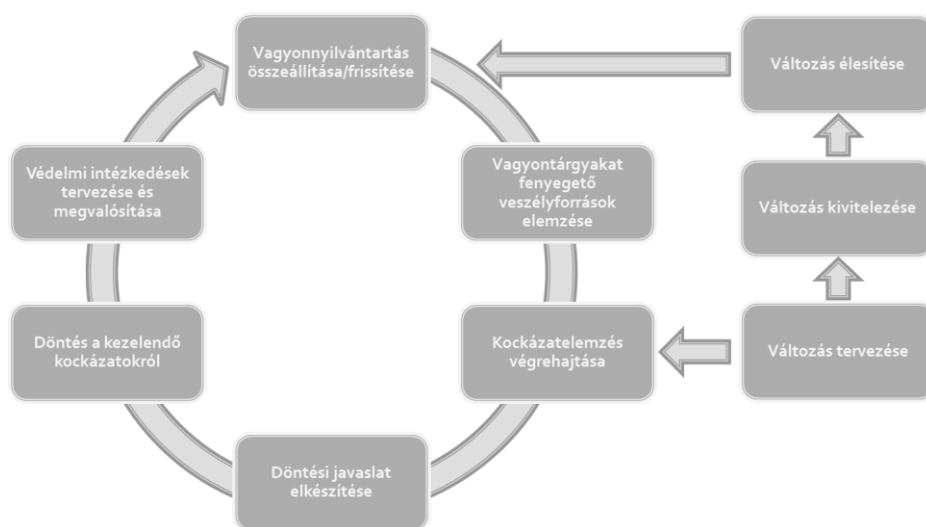 Vagyonnyilvántartás
összeállítása/frissítése
Vagyontárgyakat
fenyegető
veszélyforrások
elemzése
Kockázatelemzés
végrehajtása
Döntési javaslat
elkészítése
Döntés a kezelendő
kockázatokról
Védelmi intézkedések
tervezése és
megvalósítása
Változás élesítése
Változás kivitelezése
Változás tervezése